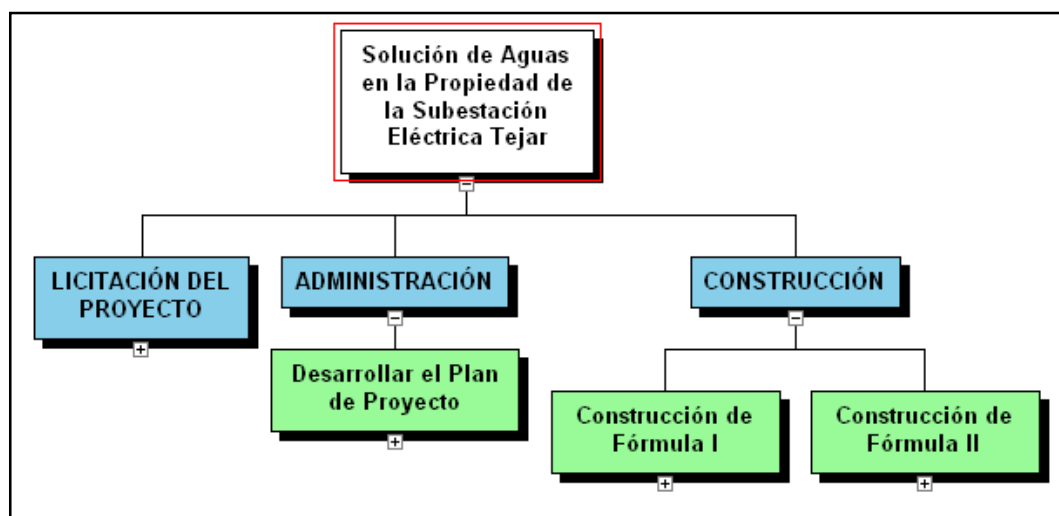 Solución de Aguas
en la Propiedad de
la Subestación
Eléctrica Tejar
LICITACIÓN DEL
PROYECTO
ADMINISTRACIÓN
CONSTRUCCIÓN
Desarrollar el Plan
de Proyecto
Construcción de
Fórmula I
Construcción de
Fórmula II